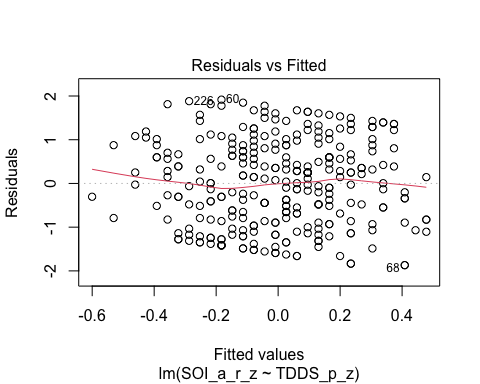 Residuals vs Fitted
2
1
0
-1
-2
Residuals
226
60
68
-0.6 -0.4 -0.2 0.0 0.2 0.4
Fitted values
lm(SOI_a_r_z ~ TDDS_p_z)